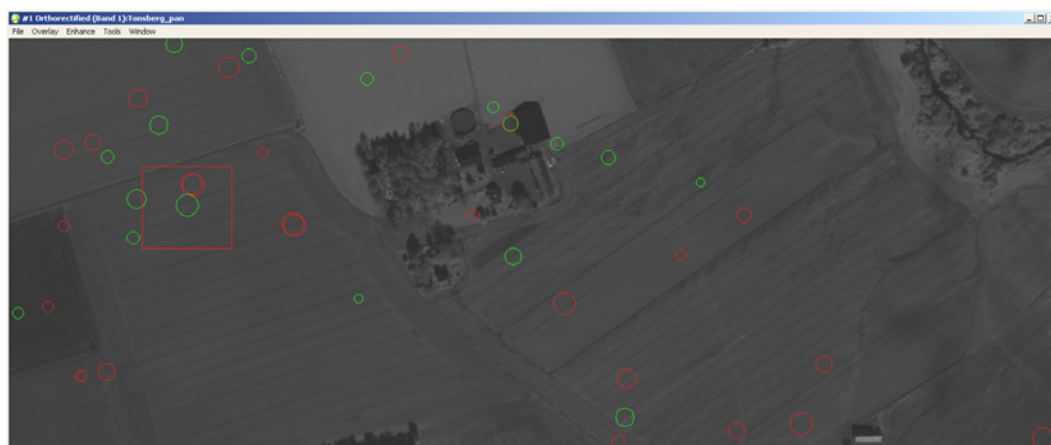 #1 Orthorectified (Band 1):Tonsberg_pan
File Overlay Enhance Tools Window